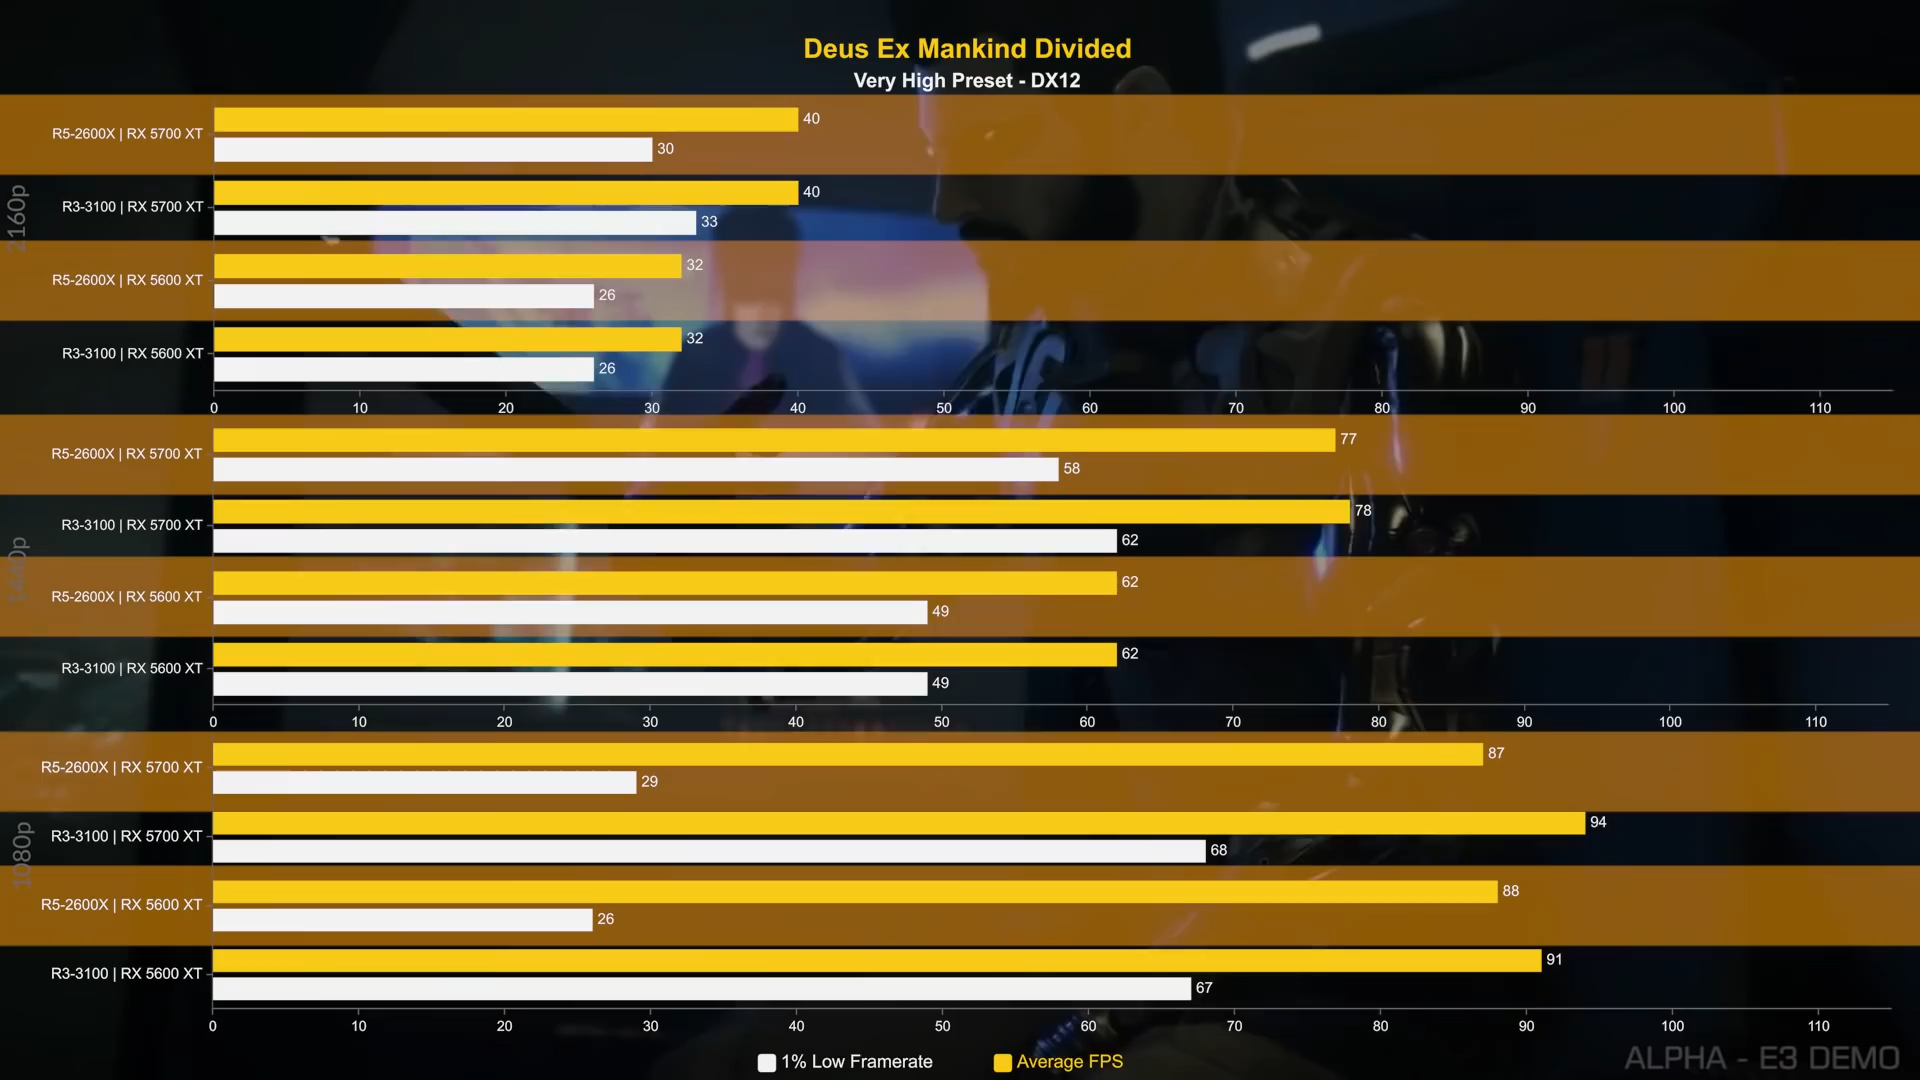 Deus Ex Mankind Divided
Very High Preset - DX12
2160p
R5-2600X | RX 5700 XT
40
30
R3-3100 | RX 5700 XT
40
33
R5-2600X | RX 5600 XT
32
26
R3-3100 | RX 5600 XT
32
26
0 10 20 30 40 50 60 70 80 90 100 110
1440p
R5-2600X | RX 5700 XT
77
58
R3-3100 | RX 5700 XT
78
62
R5-2600X | RX 5600 XT
62
49
R3-3100 | RX 5600 XT
62
49
0 10 20 30 40 50 60 70 80 90 100 110
1080p
R5-2600X | RX 5700 XT
87
29
R3-3100 | RX 5700 XT
94
68
R5-2600X | RX 5600 XT
88
26
R3-3100 | RX 5600 XT
91
67
0 10 20 30 40 50 60 70 80 90 100 110
1% Low Framerate Average FPS
ALPHA - E3 DEMO